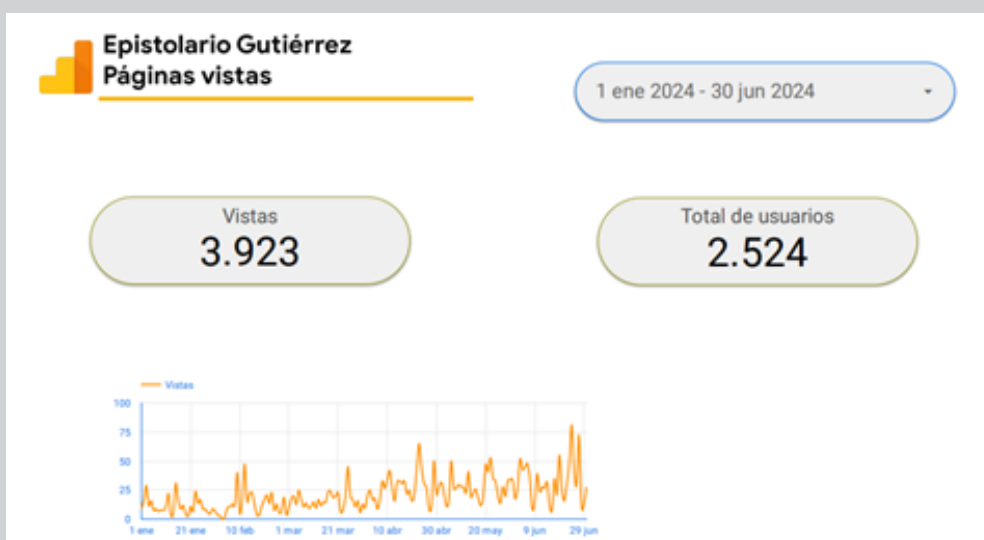 Epistolario Gutiérrez
Páginas vistas
1 ene 2024 - 30 jun 2024
Vistas
3.923
Total de usuarios
2.524
Vistas
100
75
50
25
0
1 ene 21 ene 10 feb 1 mar 21 mar 10 abr 30 abr 20 may 9 jun 29 jun